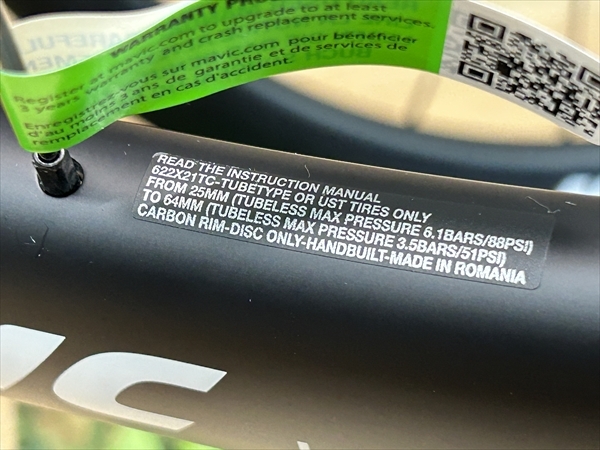 WARRANTY PRO
Register at mavic.com to upgrade to at least
3 years warranty and crash replacement services.
Enregistrez vous sur mavic.com pour bénéficier
d'au moins 3 ans de garantie et de services de
remplacement en cas d'accident.
READ THE INSTRUCTION MANUAL
622X21TC-TUBETYPE OR UST TIRES ONLY
FROM 25MM (TUBELESS MAX PRESSURE 6.1BARS/88PSI)
TO 64MM (TUBELESS MAX PRESSURE 3.5BARS/51PSI)
CARBON RIM-DISC ONLY-HANDBUILT-MADE IN ROMANIA